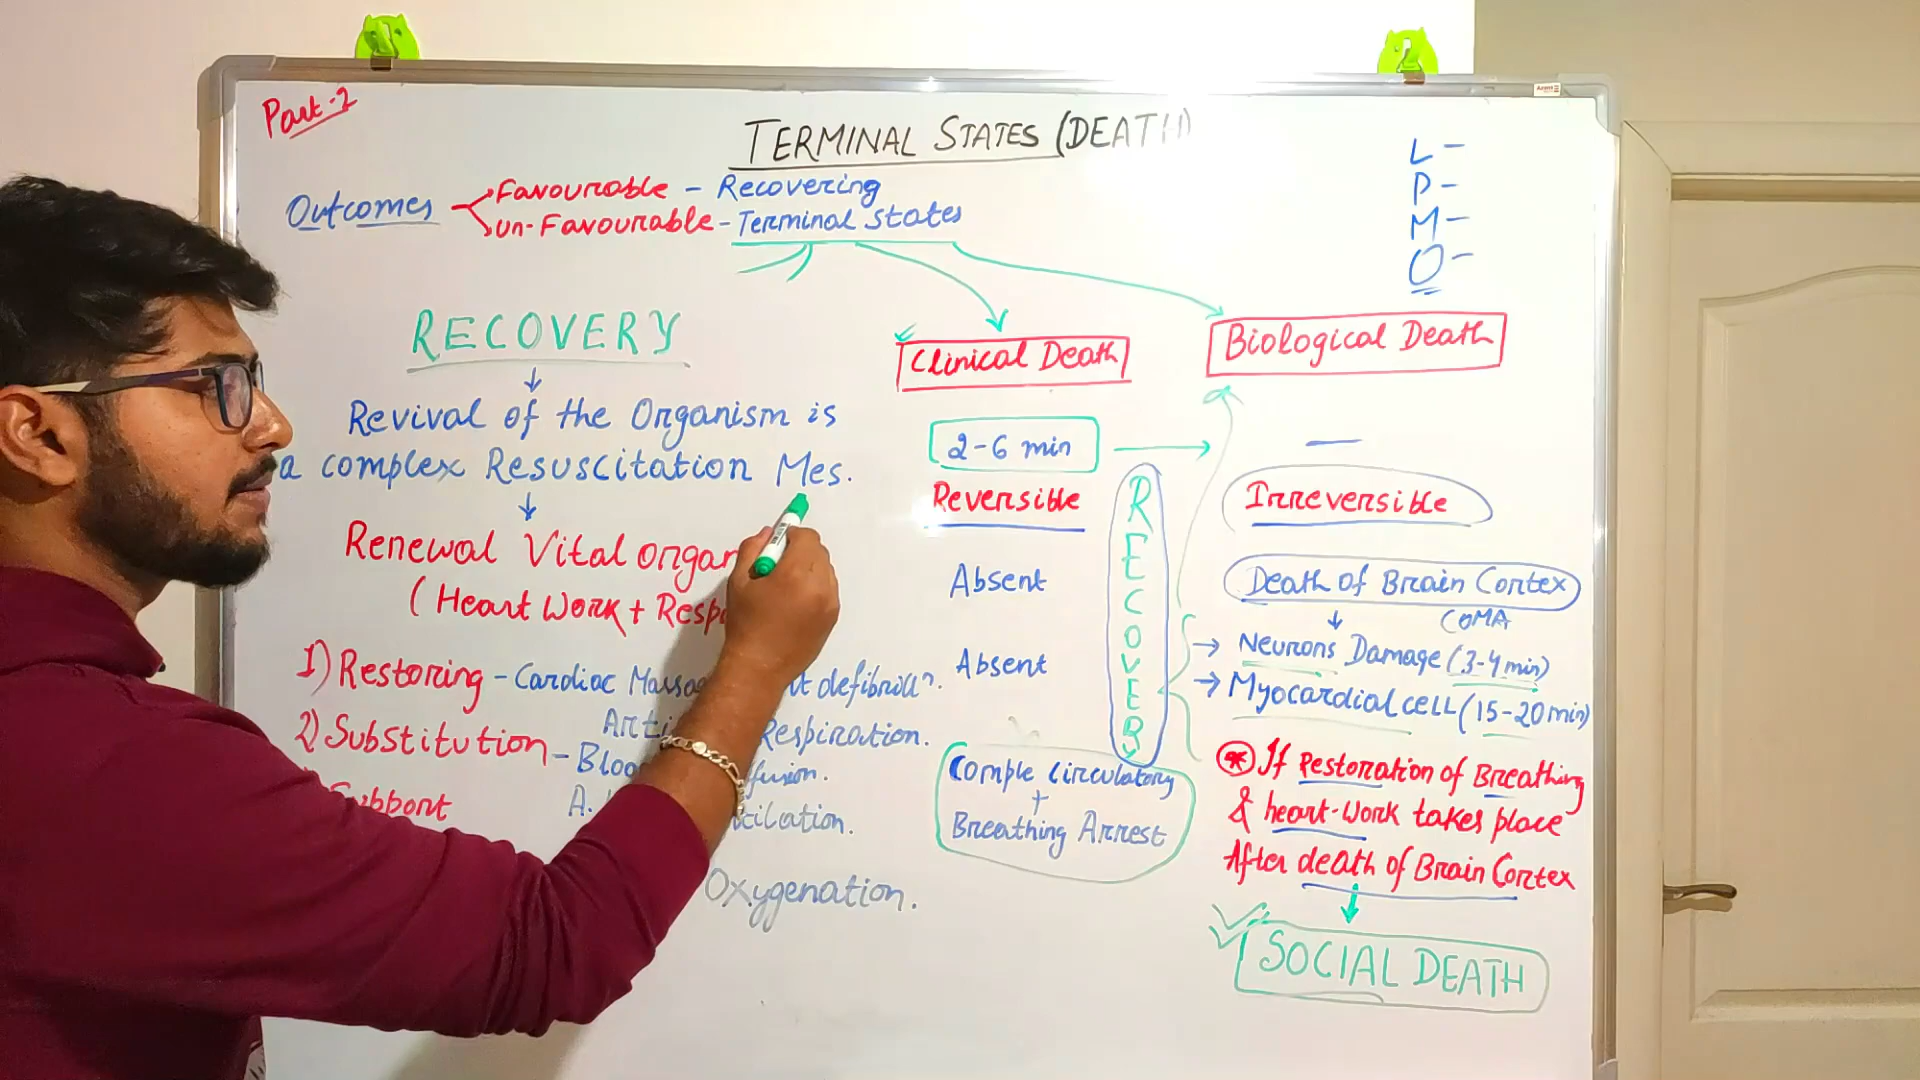 Part-2
TERMINAL STATES (DEATH)
L -
P -
M -
O -
Outcomes
Favourable - Recovering
un-Favourable - Terminal states
RECOVERY
Revival of the Organism is
a complex Resuscitation Mes.
Renewal Vital organ
(Heart Work + Resp
1) Restoring - Cardiac Massag defibrill?.
Respiration.
2) Substitution - Bloo fusion.
Support A. tilation.
Oxygenation.
Clinical Death
2-6 min
Reversible
Absent
Absent
Comple circulatory
+
Breathing Arrest
RECOVERY
Biological Death
—
Irreversible
Death of Brain Cortex
COMA
Neurons Damage (3-4 min)
Myocardial cell (15-20 min)
* If Restoration of Breathing
& heart-Work takes place
After death of Brain Cortex
SOCIAL DEATH